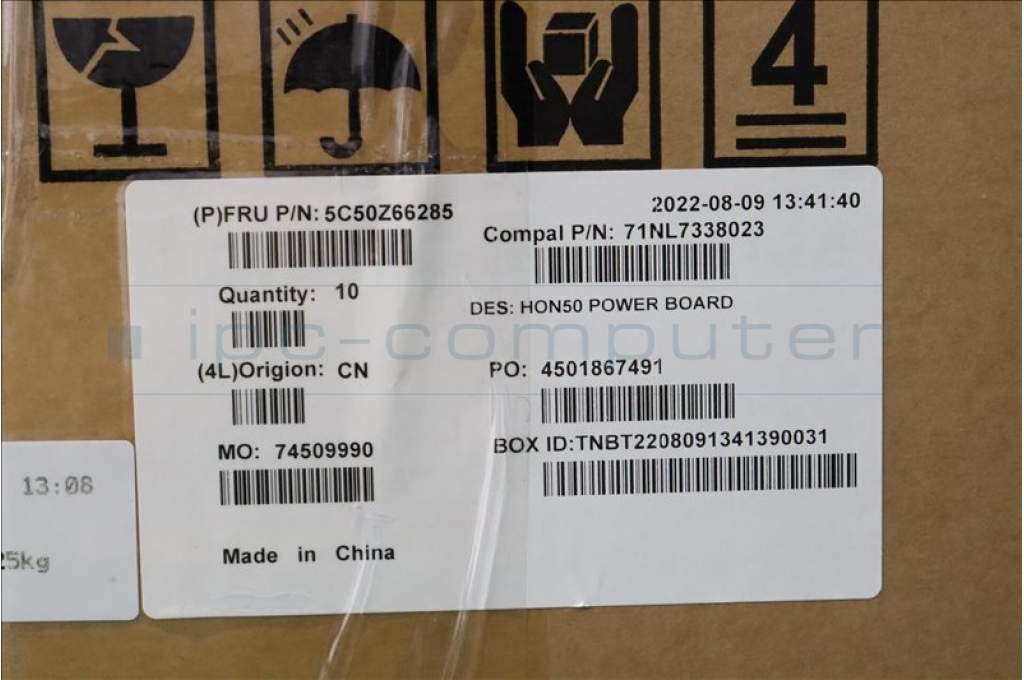 4
(P)FRU P/N: 5C50Z66285
2022-08-09 13:41:40
Compal P/N: 71NL7338023
Quantity: 10
DES: HON50 POWER BOARD
ipc-computer
(4L)Origion: CN
PO: 4501867491
MO: 74509990
BOX ID:TNBT2208091341390031
Made in China
13:08
25kg